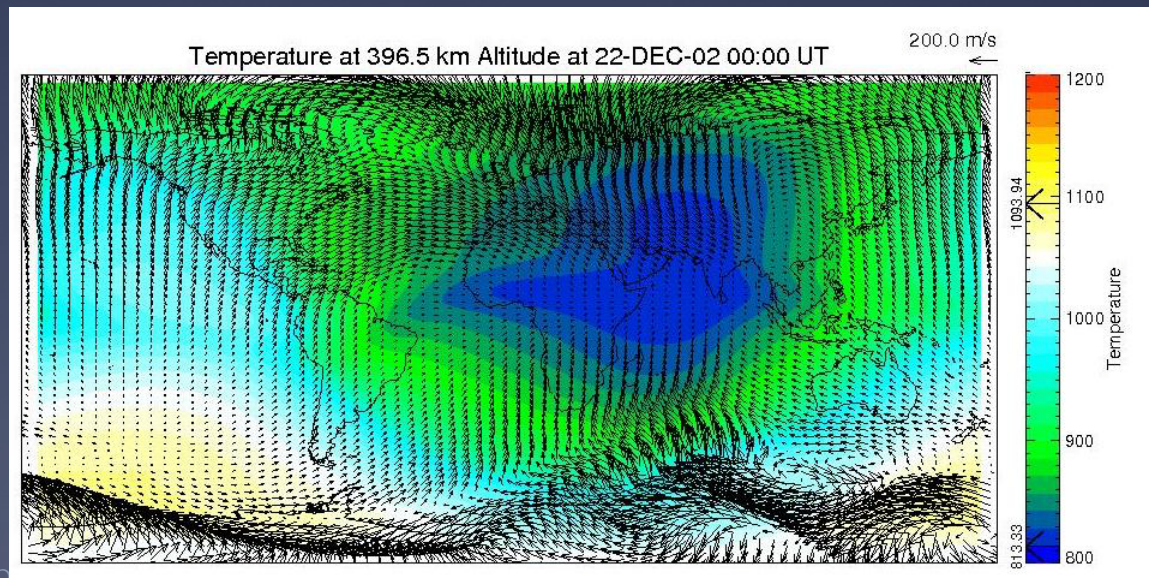 200.0 m/s
Temperature at 396.5 km Altitude at 22-DEC-02 00:00 UT
1200
1093.94
1100
1000
Temperature
900
813.33
800